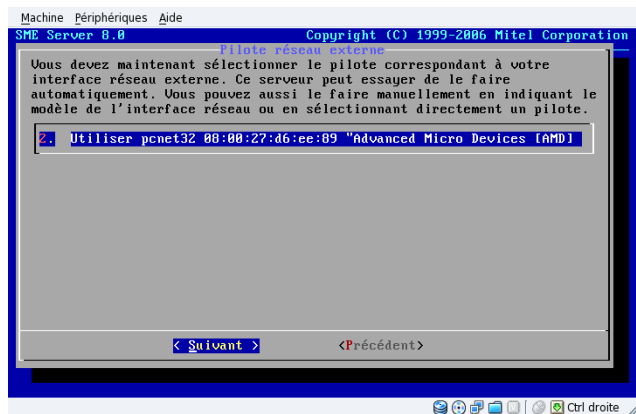 Machine Périphériques Aide
SME Server 8.0 Copyright (C) 1999-2006 Mitel Corporation
Pilote réseau externe
Vous devez maintenant sélectionner le pilote correspondant à votre
interface réseau externe. Ce serveur peut essayer de le faire
automatiquement. Vous pouvez aussi le faire manuellement en indiquant le
modèle de l'interface réseau ou en sélectionnant directement un pilote.
2. Utiliser pcnet32 08:00:27:d6:ee:89 "Advanced Micro Devices [AMD]
< Suivant > <Précédent>
Ctrl droite